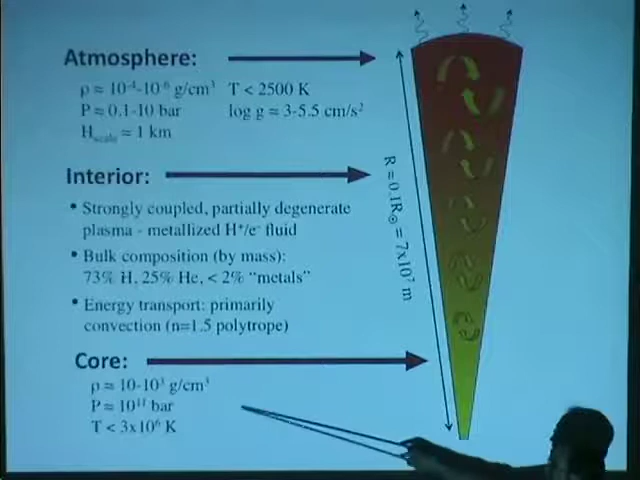 Atmosphere:
ρ ≈ 10⁻⁴-10⁻⁶ g/cm³ T < 2500 K
P ≈ 0.1-10 bar log g ≈ 3-5.5 cm/s²
H_scale ≈ 1 km
Interior:
• Strongly coupled, partially degenerate
plasma - metallized H⁺/e⁻ fluid
• Bulk composition (by mass):
73% H, 25% He, < 2% “metals”
• Energy transport: primarily
convection (n=1.5 polytrope)
Core:
ρ ≈ 10-10³ g/cm³
P ≈ 10¹¹ bar
T < 3x10⁶ K
R ≈ 0.1R☉ = 7x10⁷ m